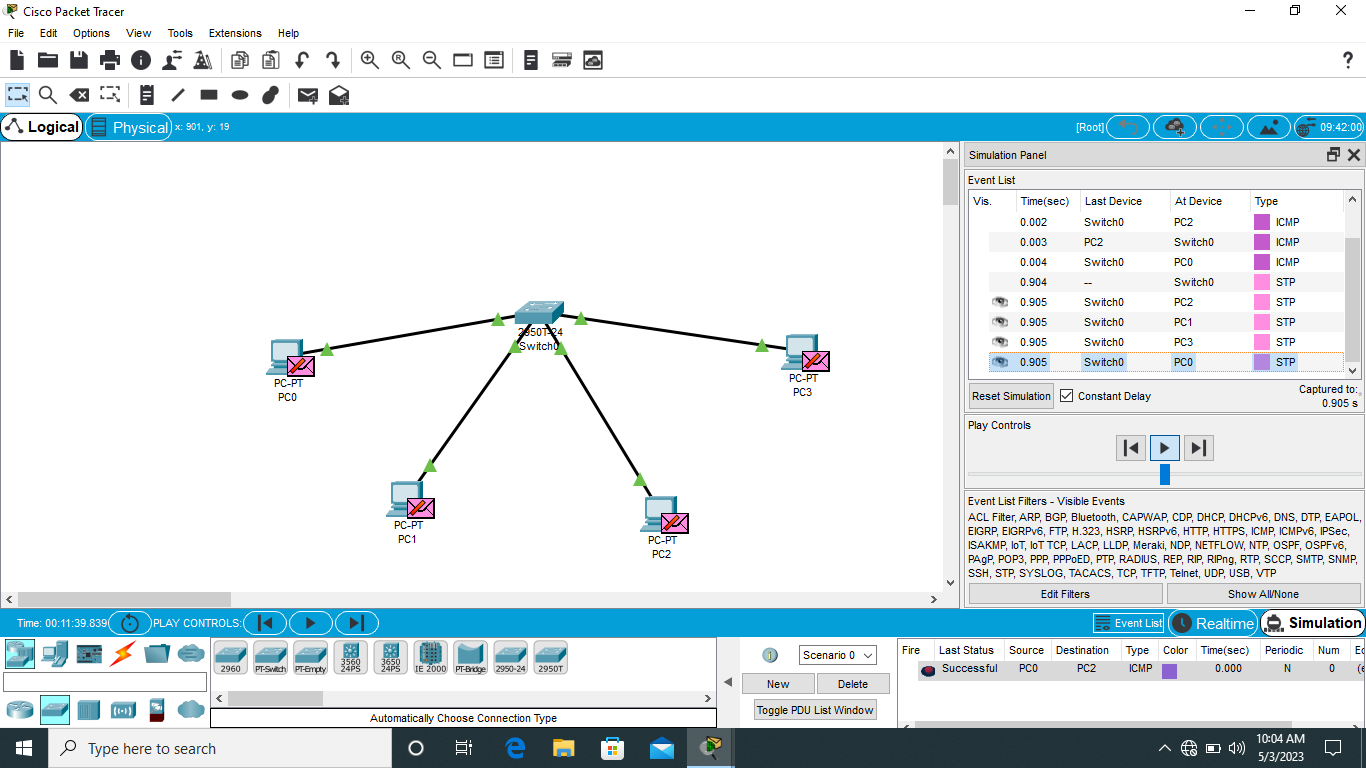 Cisco Packet Tracer
File Edit Options View Tools Extensions Help
Logical Physical x: 901, y: 19 [Root] 09:42:00
2950T-24
Switch0
PC-PT
PC0
PC-PT
PC3
PC-PT
PC1
PC-PT
PC2
Simulation Panel
Event List
Vis. Time(sec) Last Device At Device Type
0.002 Switch0 PC2 ICMP
0.003 PC2 Switch0 ICMP
0.004 Switch0 PC0 ICMP
0.904 -- Switch0 STP
0.905 Switch0 PC2 STP
0.905 Switch0 PC1 STP
0.905 Switch0 PC3 STP
0.905 Switch0 PC0 STP
Reset Simulation Constant Delay Captured to:
0.905 s
Play Controls
Event List Filters - Visible Events
ACL Filter, ARP, BGP, Bluetooth, CAPWAP, CDP, DHCP, DHCPv6, DNS, DTP, EAPOL,
EIGRP, EIGRPv6, FTP, H.323, HSRP, HSRPv6, HTTP, HTTPS, ICMP, ICMPv6, IPSec,
ISAKMP, IoT, IoT TCP, LACP, LLDP, Meraki, NDP, NETFLOW, NTP, OSPF, OSPFv6,
PAgP, POP3, PPP, PPPoED, PTP, RADIUS, REP, RIP, RIPng, RTP, SCCP, SMTP, SNMP,
SSH, STP, SYSLOG, TACACS, TCP, TFTP, Telnet, UDP, USB, VTP
Edit Filters Show All/None
Time: 00:11:39.839 PLAY CONTROLS: Event List Realtime Simulation
2960 PT-Switch PT-Empty 3560 24PS 3650 24PS IE 2000 PT-Bridge 2950-24 2950T
Automatically Choose Connection Type
Scenario 0
New Delete
Toggle PDU List Window
Fire Last Status Source Destination Type Color Time(sec) Periodic Num Ec
Successful PC0 PC2 ICMP 0.000 N 0 (e
Type here to search
10:04 AM
5/3/2023